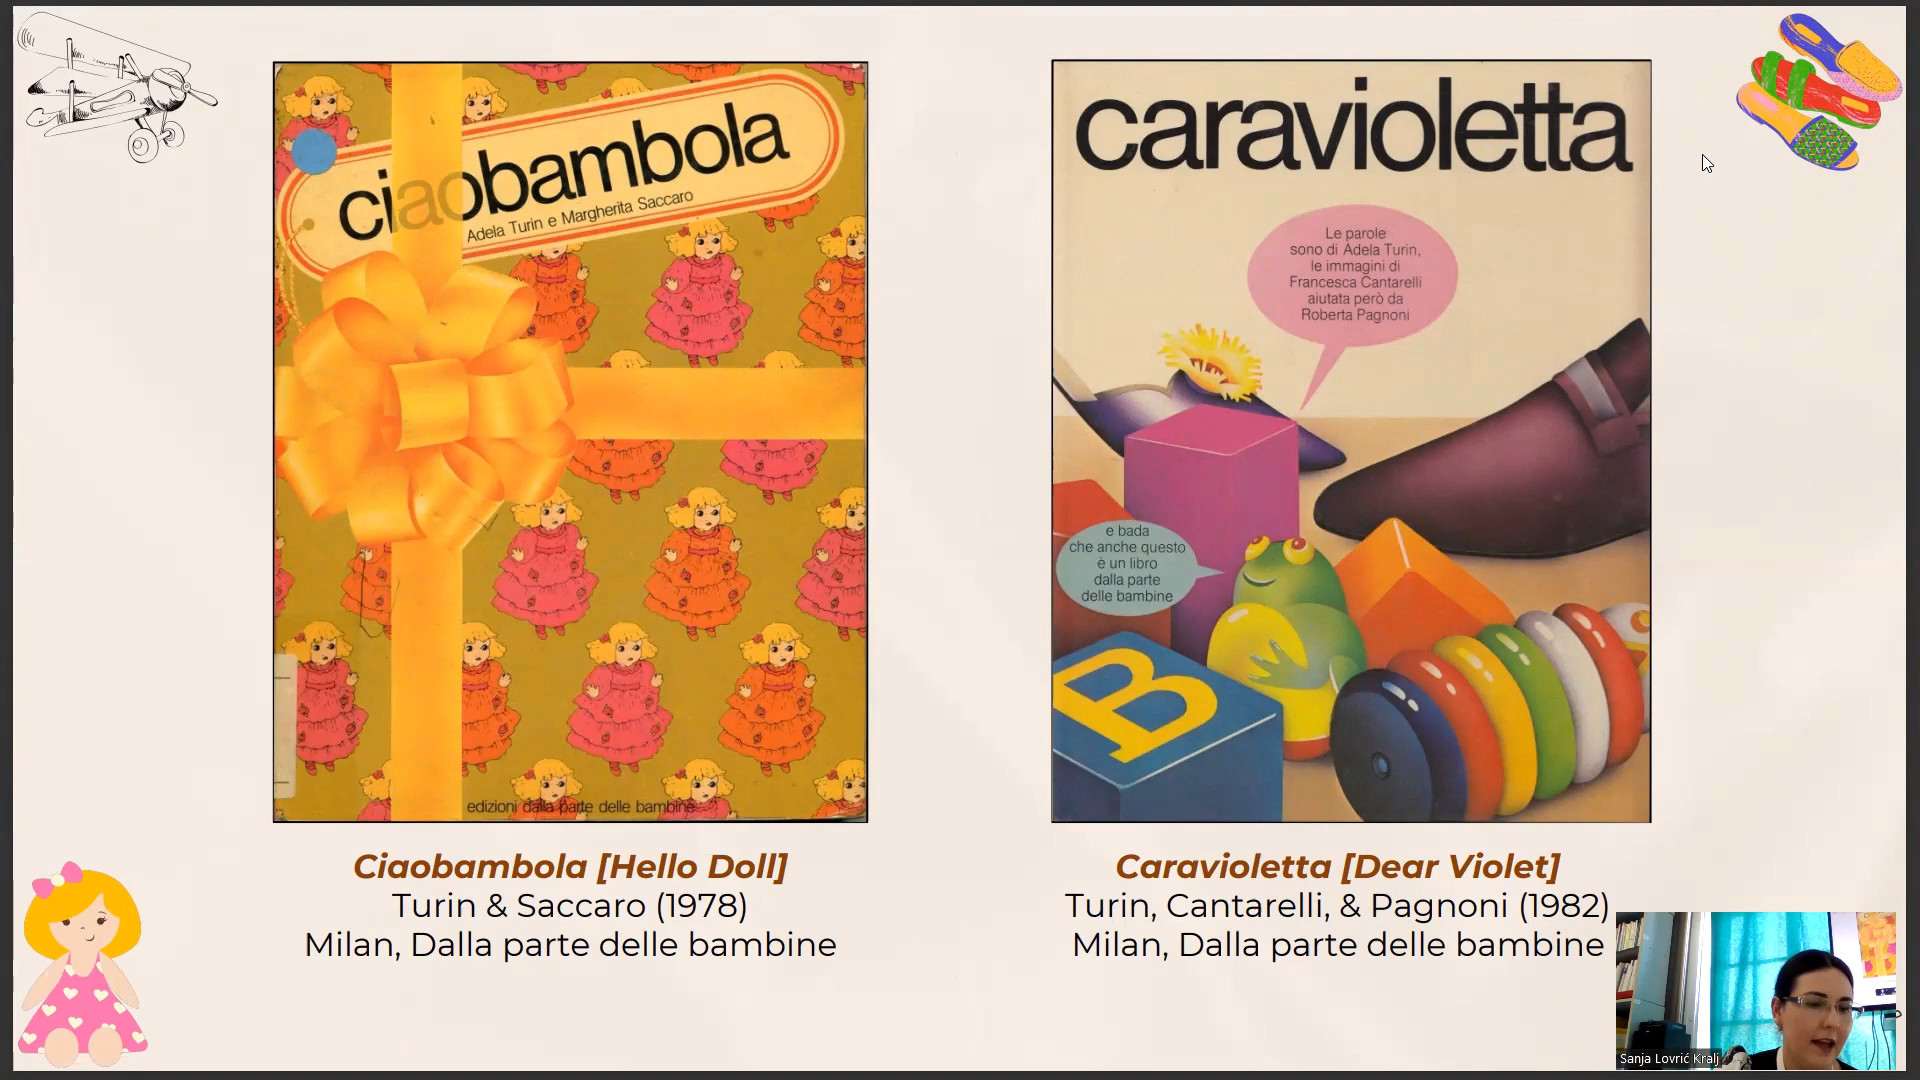 ciaobambola
Adela Turin e Margherita Saccaro
edizioni dalla parte delle bambine
Ciaobambola [Hello Doll]
Turin & Saccaro (1978)
Milan, Dalla parte delle bambine
caravioletta
Le parole
sono di Adela Turin,
le immagini di
Francesca Cantarelli
aiutata però da
Roberta Pagnoni
e bada
che anche questo
è un libro
dalla parte
delle bambine
B
Caravioletta [Dear Violet]
Turin, Cantarelli, & Pagnoni (1982)
Milan, Dalla parte delle bambine
Sanja Lovrić Kralj